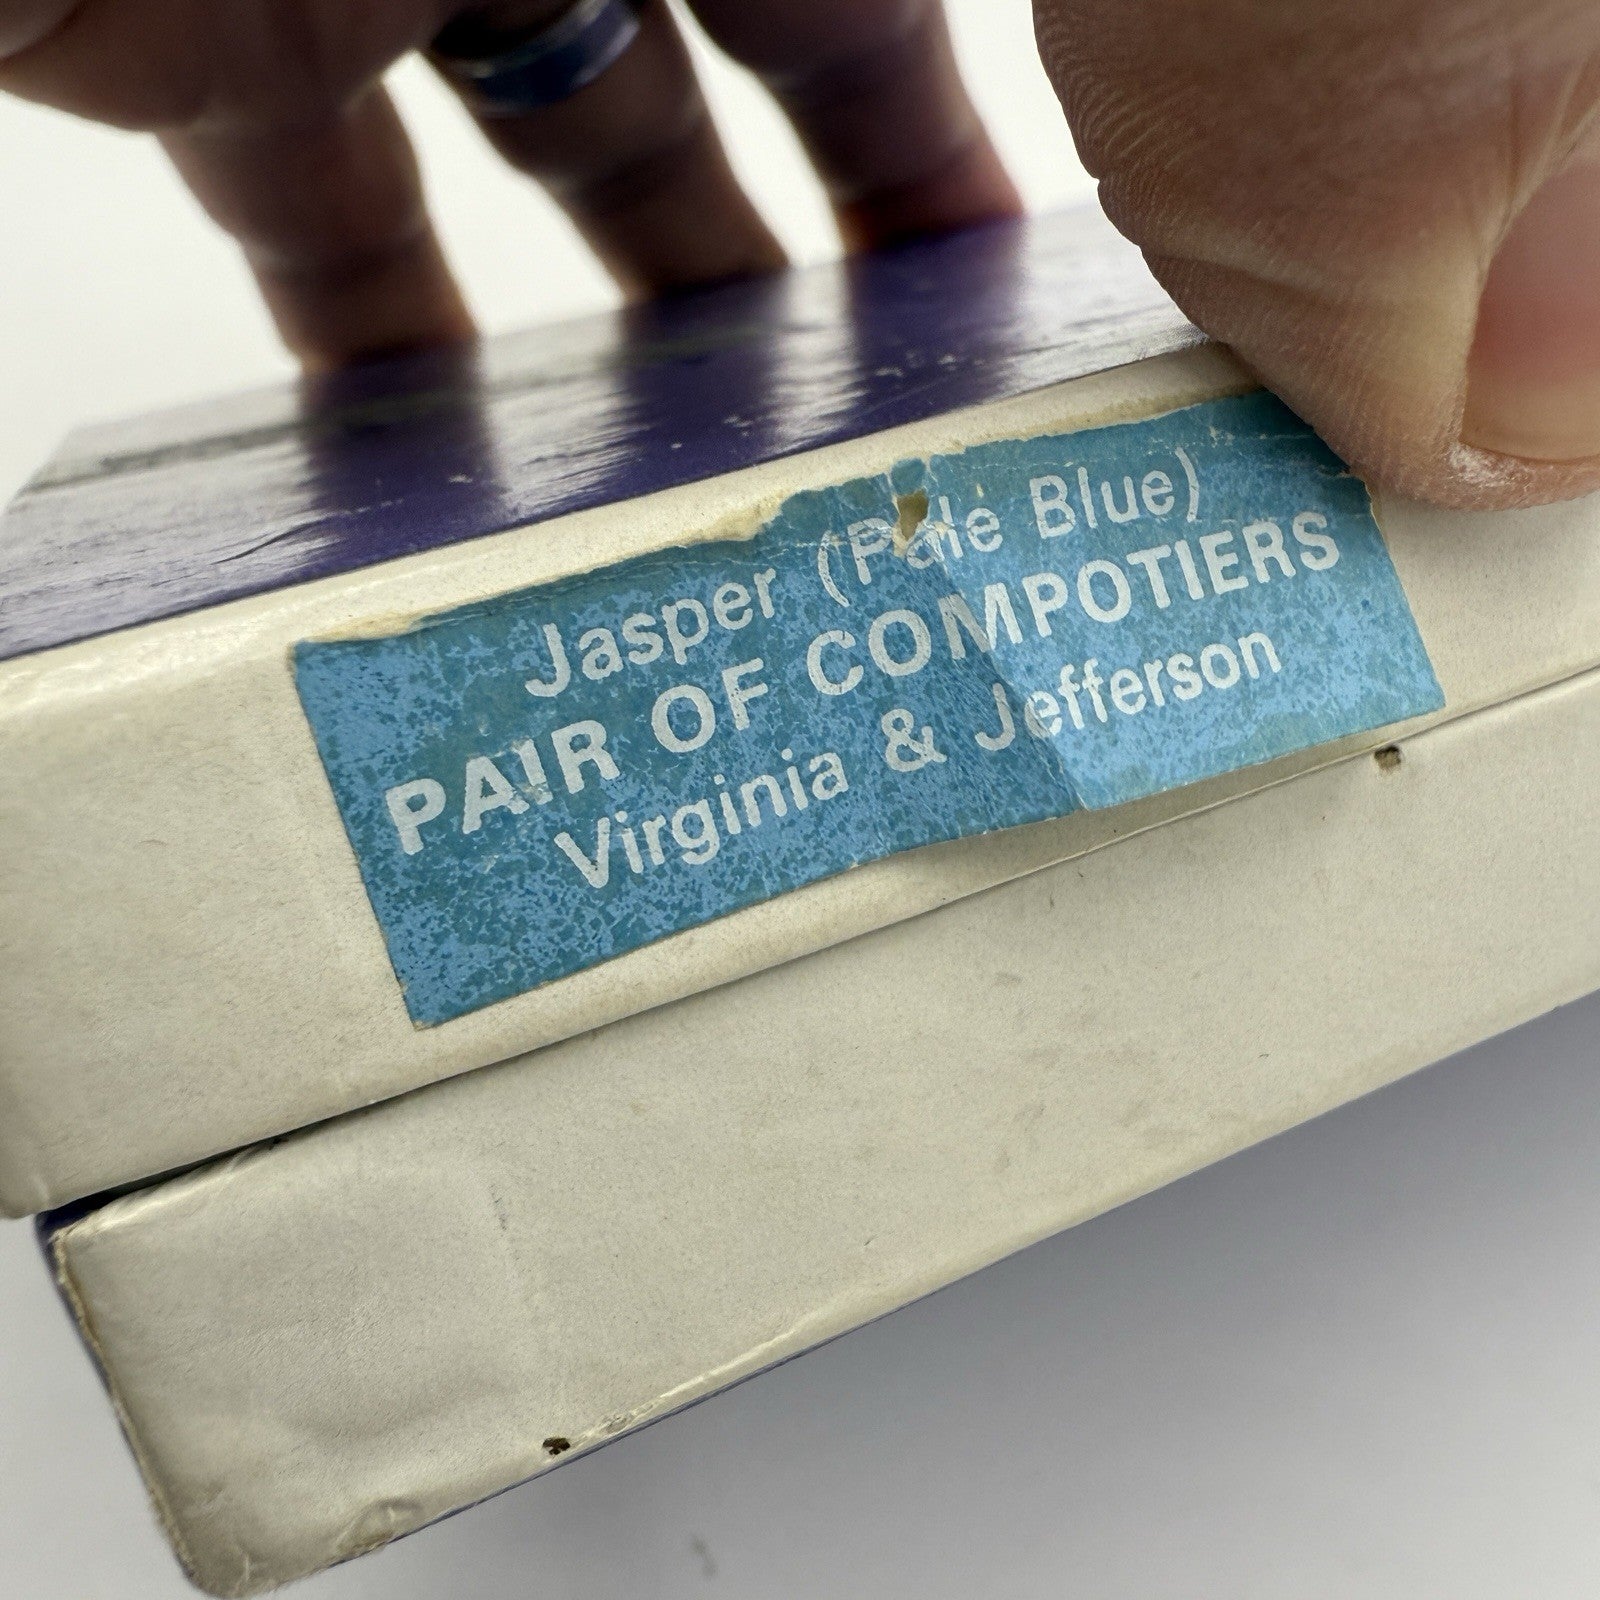 Jasper (Pale Blue)
PAIR OF COMPOTIERS
Virginia & Jefferson